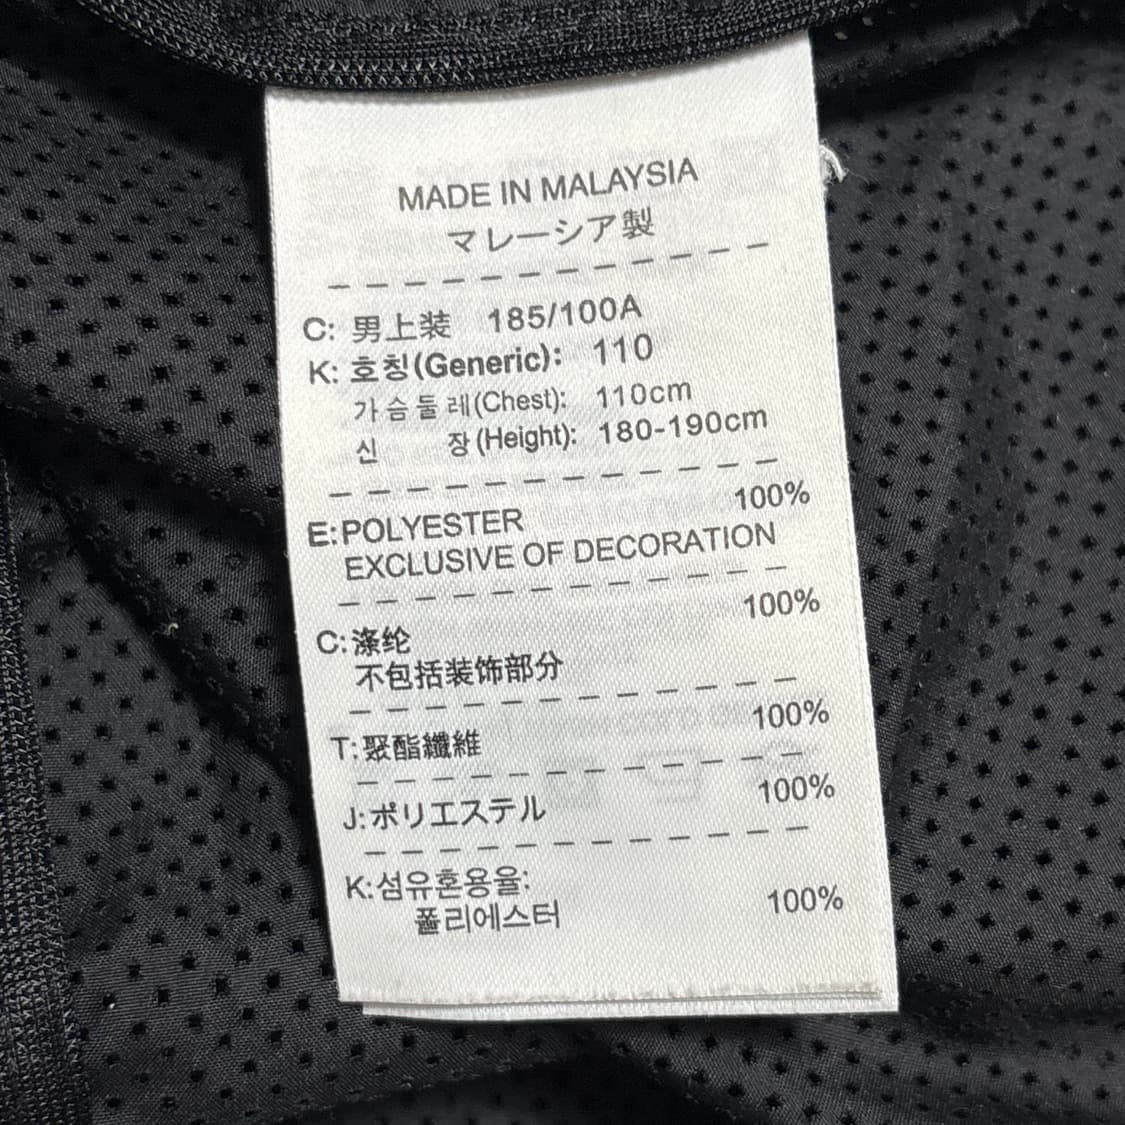 MADE IN MALAYSIA
マレーシア製
C: 男上装 185/100A
K: 호칭(Generic): 110
가슴둘레(Chest): 110cm
신 장(Height): 180-190cm
E:POLYESTER 100%
EXCLUSIVE OF DECORATION
C:涤纶 100%
不包括装饰部分
T:聚酯纖維 100%
J:ポリエステル 100%
K:섬유혼용율:
폴리에스터 100%